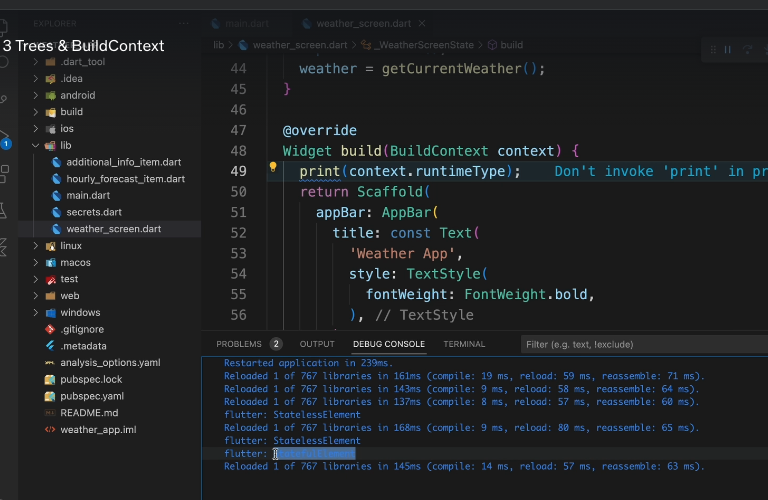 EXPLORER
main.dart
weather_screen.dart
3 Trees & BuildContext
lib > weather_screen.dart > _WeatherScreenState > build
.dart_tool
.idea
android
build
ios
lib
additional_info_item.dart
hourly_forecast_item.dart
main.dart
secrets.dart
weather_screen.dart
linux
macos
test
web
windows
.gitignore
.metadata
analysis_options.yaml
pubspec.lock
pubspec.yaml
README.md
weather_app.iml
1
44 weather = getCurrentWeather();
45 }
46
47 @override
48 Widget build(BuildContext context) {
49 print(context.runtimeType); Don't invoke 'print' in pr
50 return Scaffold(
51 appBar: AppBar(
52 title: const Text(
53 'Weather App',
54 style: TextStyle(
55 fontWeight: FontWeight.bold,
56 ), // TextStyle
PROBLEMS 2 OUTPUT DEBUG CONSOLE TERMINAL Filter (e.g. text, !exclude)
Restarted application in 239ms.
Reloaded 1 of 767 libraries in 161ms (compile: 19 ms, reload: 59 ms, reassemble: 71 ms).
Reloaded 1 of 767 libraries in 143ms (compile: 9 ms, reload: 58 ms, reassemble: 64 ms).
Reloaded 1 of 767 libraries in 137ms (compile: 8 ms, reload: 57 ms, reassemble: 60 ms).
flutter: StatelessElement
Reloaded 1 of 767 libraries in 168ms (compile: 9 ms, reload: 80 ms, reassemble: 65 ms).
flutter: StatelessElement
flutter: StatefulElement
Reloaded 1 of 767 libraries in 145ms (compile: 14 ms, reload: 57 ms, reassemble: 63 ms).